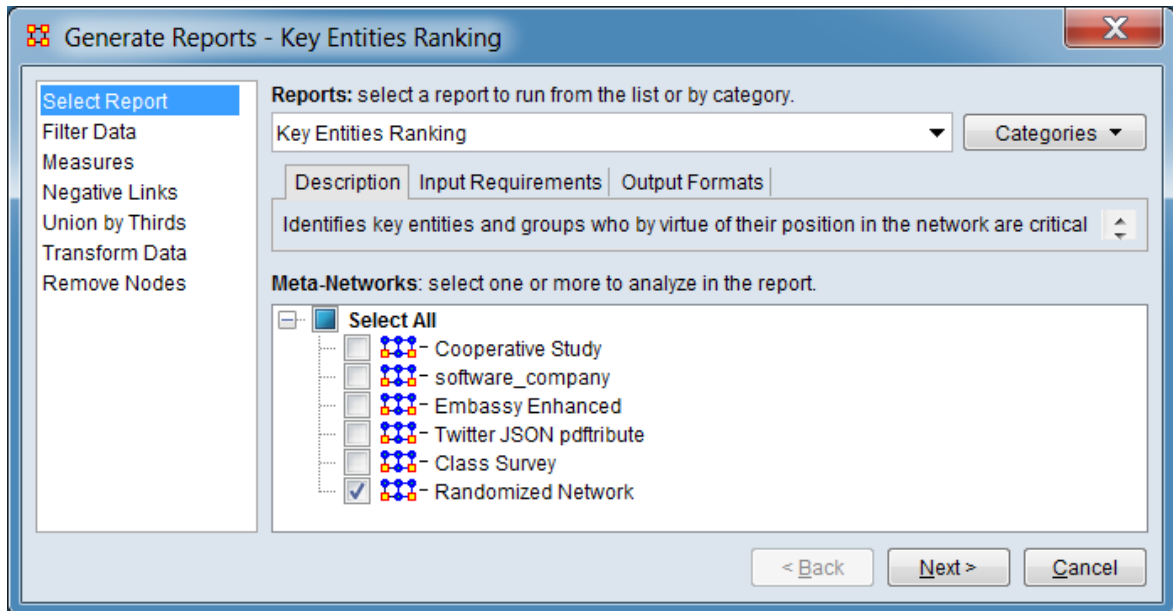 Generate Reports - Key Entities Ranking
Select Report
Filter Data
Measures
Negative Links
Union by Thirds
Transform Data
Remove Nodes
Reports: select a report to run from the list or by category.
Key Entities Ranking
Categories
Description Input Requirements Output Formats
Identifies key entities and groups who by virtue of their position in the network are critical
Meta-Networks: select one or more to analyze in the report.
Select All
Cooperative Study
software_company
Embassy Enhanced
Twitter JSON pdftribute
Class Survey
Randomized Network
< Back Next > Cancel